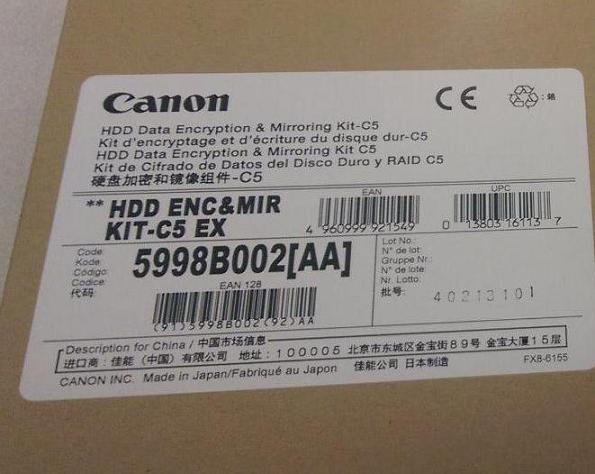 Canon
CE
HDD Data Encryption & Mirroring Kit-C5
Kit d'encryptage et d'écriture du disque dur-C5
HDD Data Encryption & Mirroring Kit C5
Kit de Cifrado de Datos del Disco Duro y RAID C5
硬盘加密和镜像组件-C5
** HDD ENC&MIR
KIT-C5 EX
EAN
4 960999 921549
UPC
0 13803 16113 7
Code:
Kode:
Código:
Codice:
代码:
5998B002[AA]
EAN 128
(91)5998B002(92)AA
Lot No.:
N° de lot:
Gruppe Nr.:
N° de lote:
Nr. Lotto:
批号:
40213101
Description for China / 中国市场信息
进口商:佳能(中国)有限公司 地址:100005 北京市东城区金宝街89号 金宝大厦15层
FX8-6155
CANON INC. Made in Japan/Fabriqué au Japon 佳能公司 日本制造